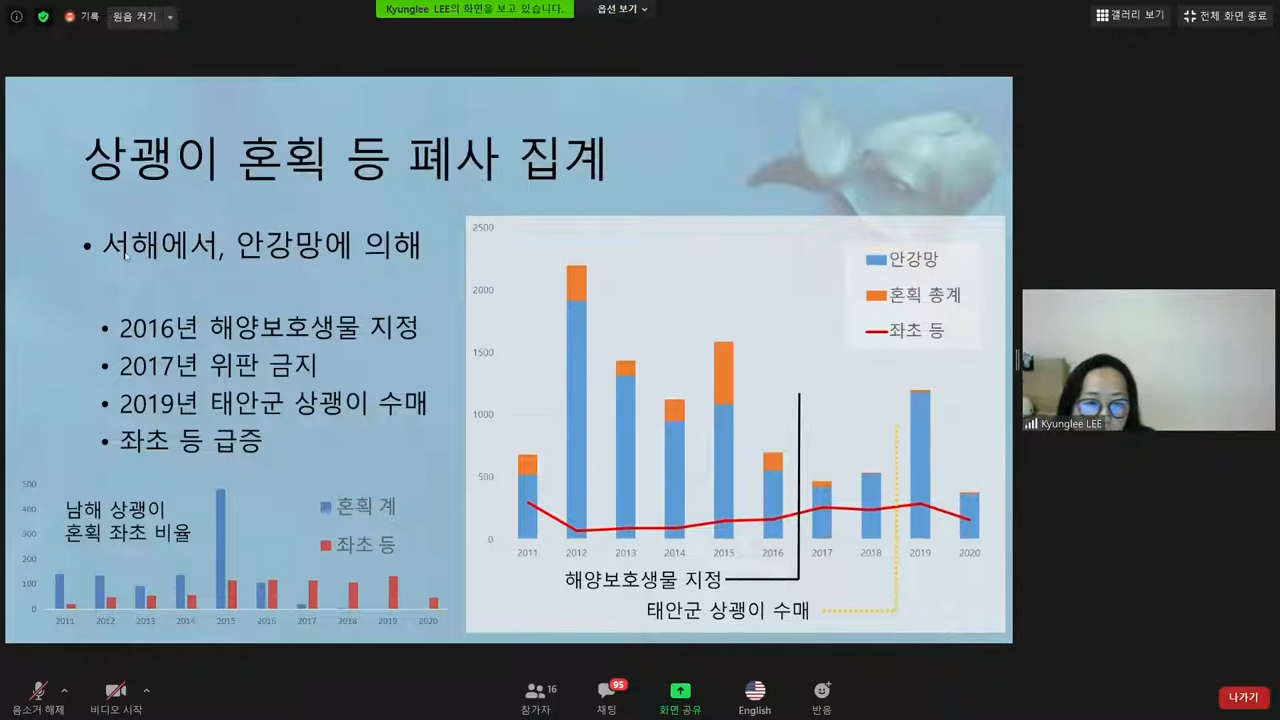 기록
원음 켜기
Kyunglee LEE의 화면을 보고 있습니다.
옵션 보기
갤러리 보기
전체 화면 종료
상괭이 혼획 등 폐사 집계
• 서해에서, 안강망에 의해
• 2016년 해양보호생물 지정
• 2017년 위판 금지
• 2019년 태안군 상괭이 수매
• 좌초 등 급증
500
400
300
200
100
0
남해 상괭이
혼획 좌초 비율
혼획 계
좌초 등
2011 2012 2013 2014 2015 2016 2017 2018 2019 2020
2500
2000
1500
1000
500
0
안강망
혼획 총계
좌초 등
2011 2012 2013 2014 2015 2016 2017 2018 2019 2020
해양보호생물 지정
태안군 상괭이 수매
Kyunglee LEE
음소거 해제
비디오 시작
16
참가자
95
채팅
화면 공유
English
반응
나가기